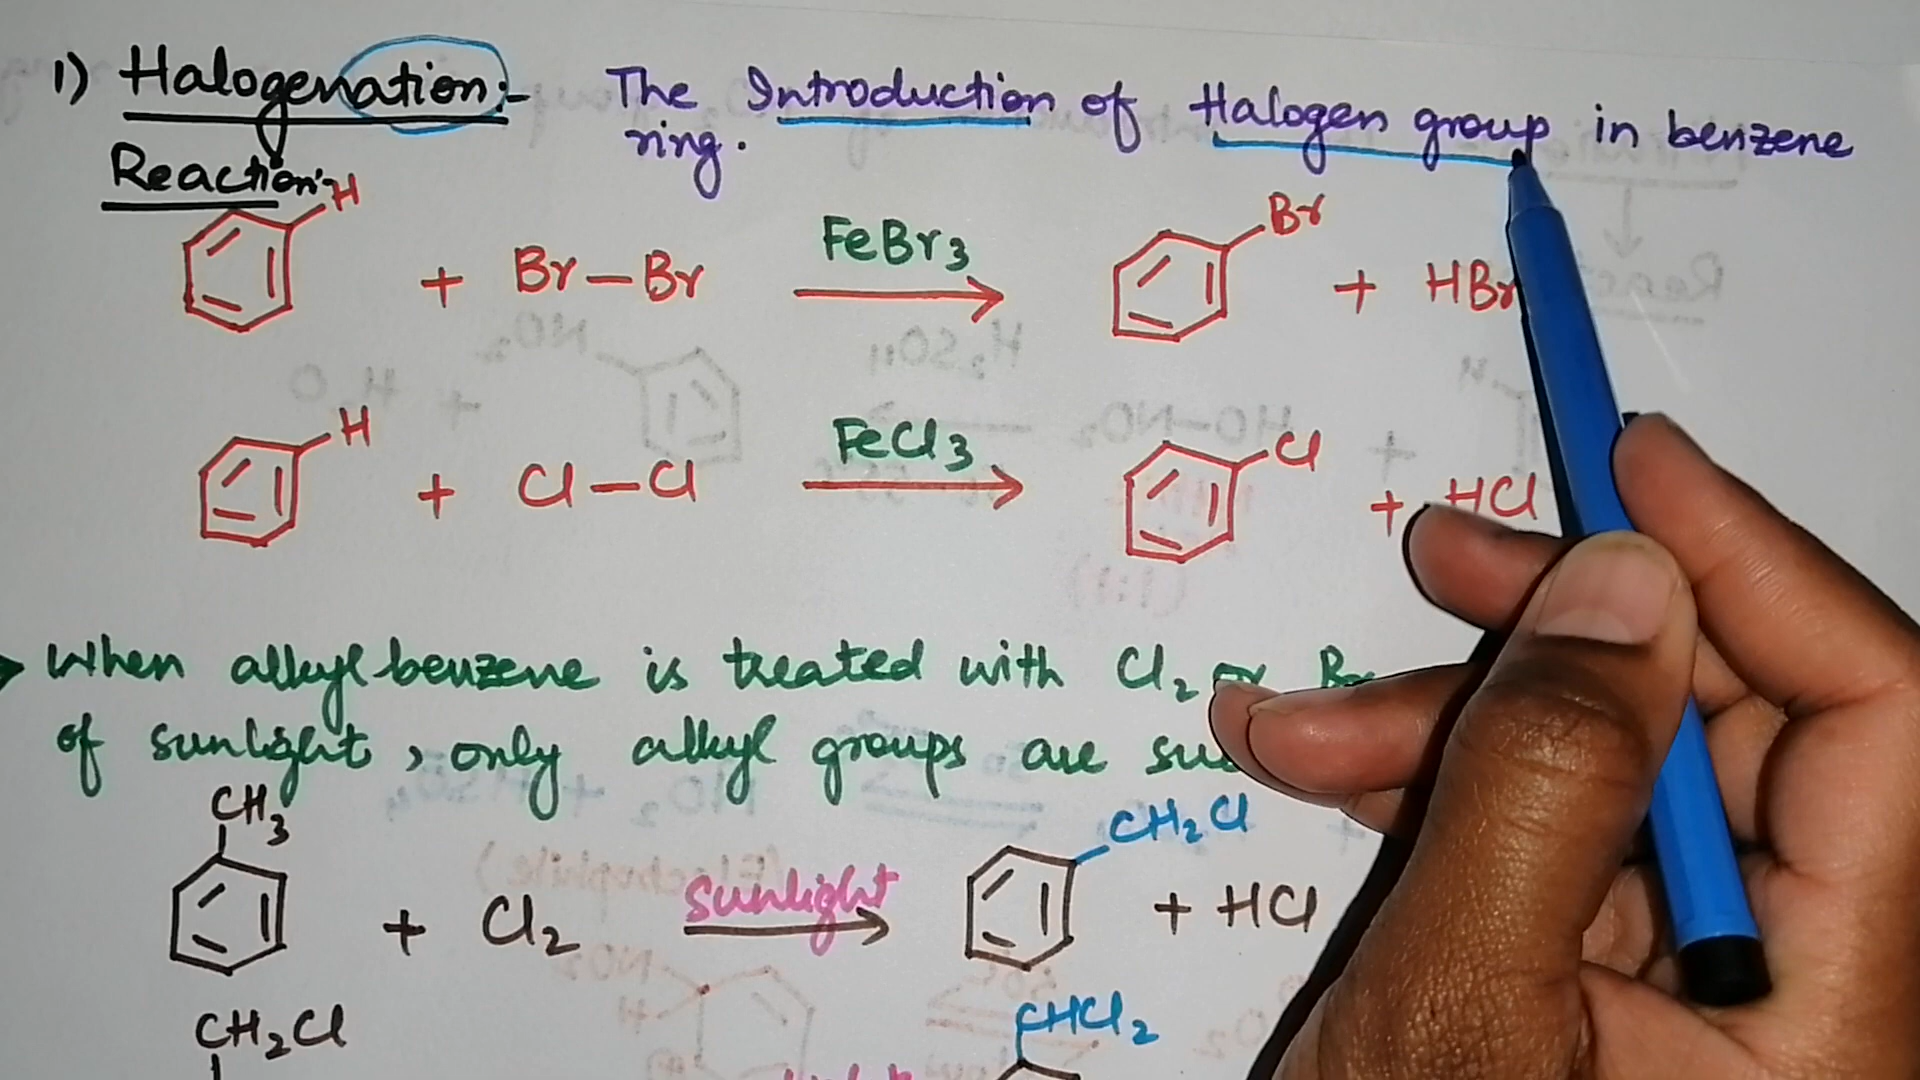 1) Halogenation:- The Introduction of Halogen group in benzene
Reaction:- ring.
H
Br
FeBr3
+ Br—Br + HBr
H
Cl
FeCl3
+ Cl—Cl + HCl
When alkyl benzene is treated with Cl2 or
of sunlight, only alkyl groups are
CH3
CH2Cl
Sunlight
+ Cl2 + HCl
CH2Cl
CHCl2